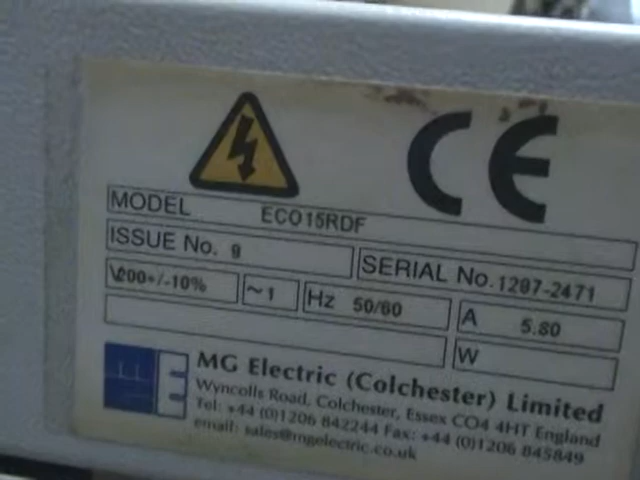 CE
MODEL ECO15RDF
ISSUE No. 9
SERIAL No. 1207-2471
V200+/-10% ~1 Hz 50/60 A 5.80
W
MG Electric (Colchester) Limited
Wyncolls Road, Colchester, Essex CO4 4HT England
Tel: +44 (0)1206 842244 Fax: +44 (0)1206 845849
email: sales@mgelectric.co.uk